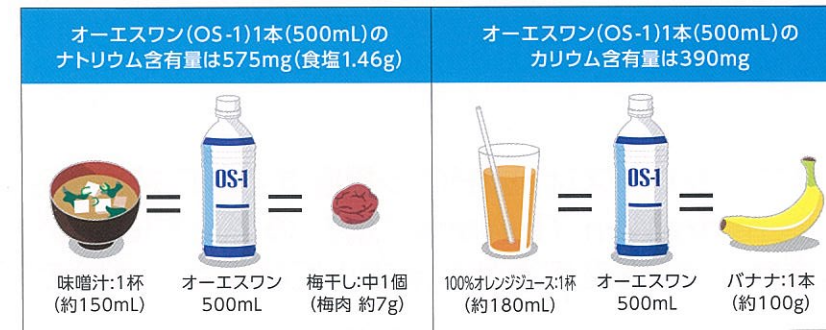 オーエスワン(OS-1)1本(500mL)の
ナトリウム含有量は575mg(食塩1.46g)
オーエスワン(OS-1)1本(500mL)の
カリウム含有量は390mg
OS-1
=
=
味噌汁:1杯
(約150mL)
オーエスワン
500mL
梅干し:中1個
(梅肉 約7g)
OS-1
=
=
100%オレンジジュース:1杯
(約180mL)
オーエスワン
500mL
バナナ:1本
(約100g)